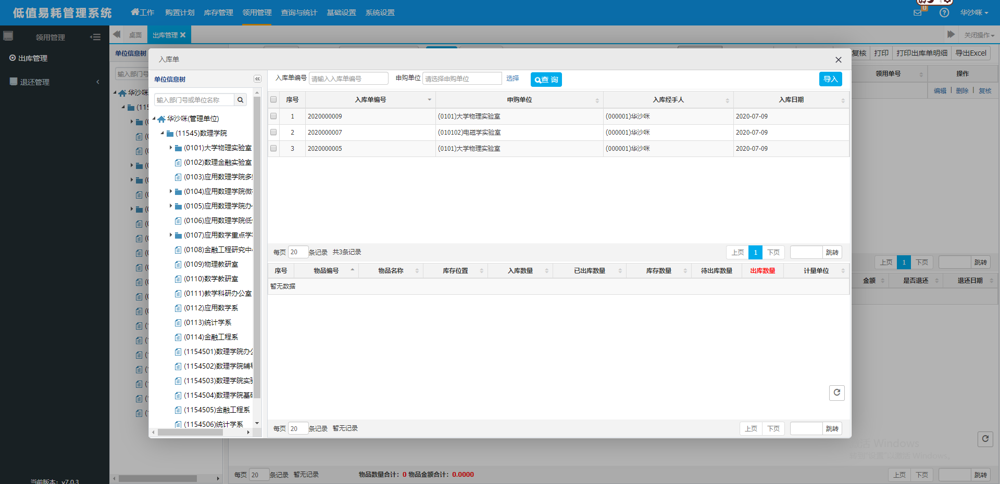 低值易耗管理系统
工作 购置计划 库存管理 领用管理 查询与统计 基础设置 系统设置
0
华沙咪
领用管理
桌面 出库管理
关闭操作
出库管理
退还管理
当前版本：v7.0.3
单位信息树
输入部门号
华沙咪
复核 打印 打印出库单明细 导出Excel
领用单号 操作
编辑 | 删除 | 复核
入库单
单位信息树
输入部门号或单位名称
华沙咪(管理单位)
(11545)数理学院
(0101)大学物理实验室
(0102)数理金融实验室
(0103)应用数理学院多
(0104)应用数理学院微
(0105)应用数理学院办
(0106)应用数理学院低
(0107)应用数学重点学
(0108)金融工程研究中
(0109)物理教研室
(0110)数学教研室
(0111)教学科研办公室
(0112)应用数学系
(0113)统计学系
(0114)金融工程系
(1154501)数理学院办
(1154502)数理学院辅
(1154503)数理学院实
(1154504)数理学院基
(1154505)金融工程系
(1154506)统计学系
入库单编号 请输入入库单编号 申购单位 请选择申购单位 选择 查 询 导入
序号 入库单编号 申购单位 入库经手人 入库日期
1 2020000009 (0101)大学物理实验室 (000001)华沙咪 2020-07-09
2 2020000007 (010102)电磁学实验室 (000001)华沙咪 2020-07-09
3 2020000005 (0101)大学物理实验室 (000001)华沙咪 2020-07-09
每页 20 条记录 共3条记录 上页 1 下页 跳转
序号 物品编号 物品名称 库存位置 入库数量 已出库数量 库存数量 待出库数量 出库数量 计量单位
暂无数据
每页 20 条记录 暂无记录 上页 下页 跳转
上页 1 下页 跳转
金额 是否退还 退还日期
Windows
转到"设置"以激活 Windows。
每页 20 条记录 暂无记录 物品数量合计：0 物品金额合计：0.0000 上页 下页 跳转